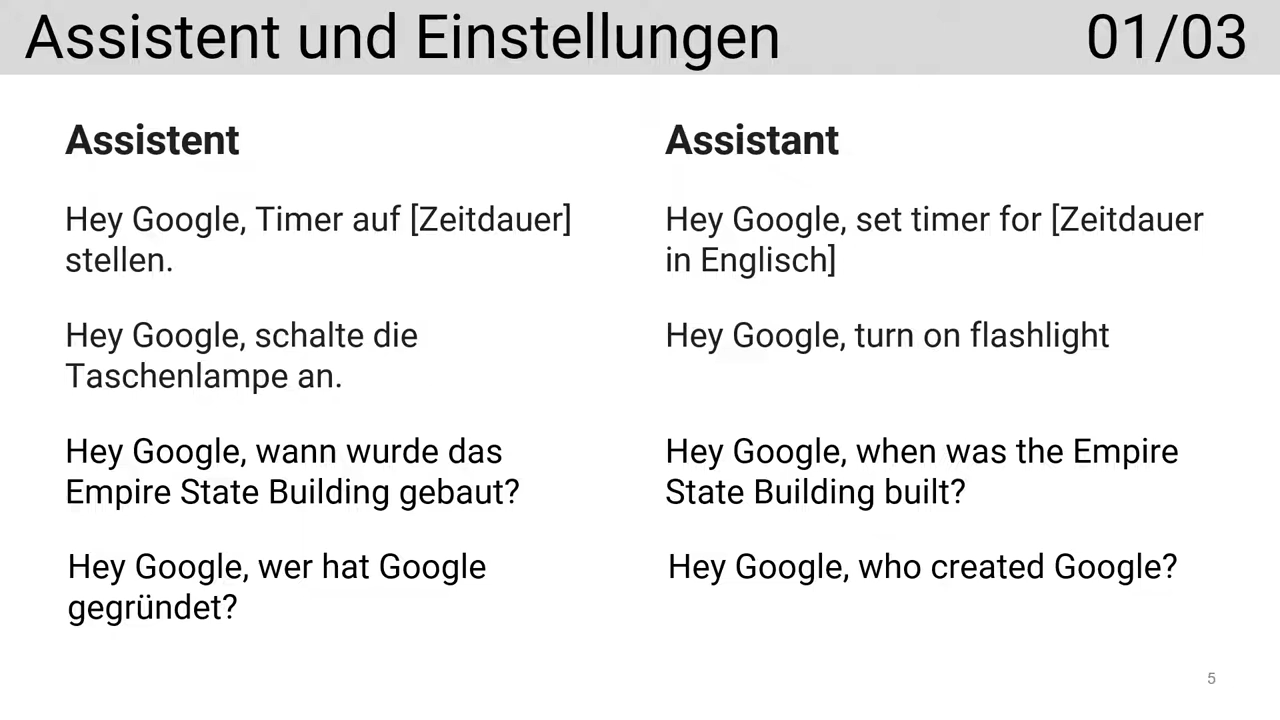 Assistent und Einstellungen 01/03
Assistent
Hey Google, Timer auf [Zeitdauer]
stellen.
Hey Google, schalte die
Taschenlampe an.
Hey Google, wann wurde das
Empire State Building gebaut?
Hey Google, wer hat Google
gegründet?
Assistant
Hey Google, set timer for [Zeitdauer
in Englisch]
Hey Google, turn on flashlight
Hey Google, when was the Empire
State Building built?
Hey Google, who created Google?
5